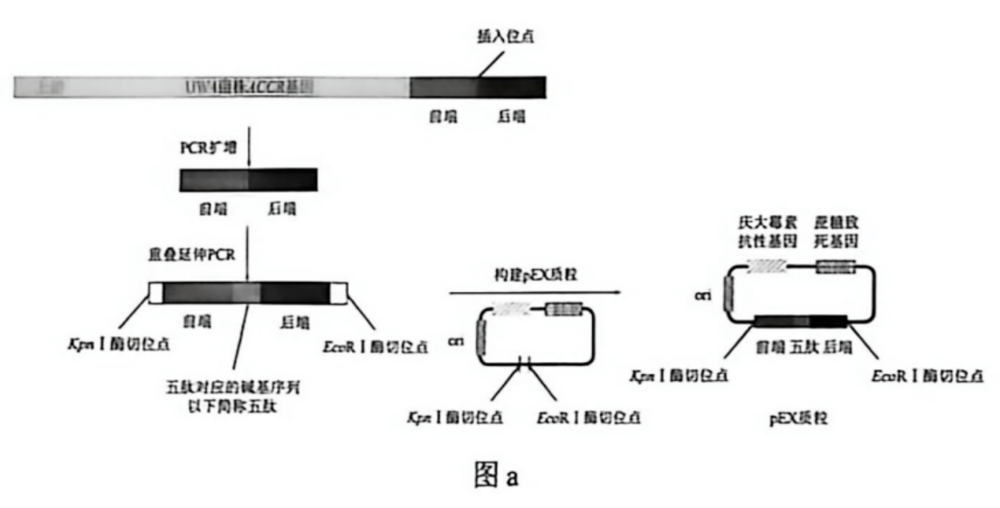 插入位点
UW4菌株ACCR基因
前端 后端
PCR扩增
前端 后端
重叠延伸PCR
前端 后端
KpnⅠ酶切位点
EcoRⅠ酶切位点
五肽对应的碱基序列
以下简称五肽
构建pEX质粒
ori
KpnⅠ酶切位点
EcoRⅠ酶切位点
庆大霉素
抗性基因
蔗糖致
死基因
ori
前端 五肽 后端
KpnⅠ酶切位点
EcoRⅠ酶切位点
pEX质粒
图a